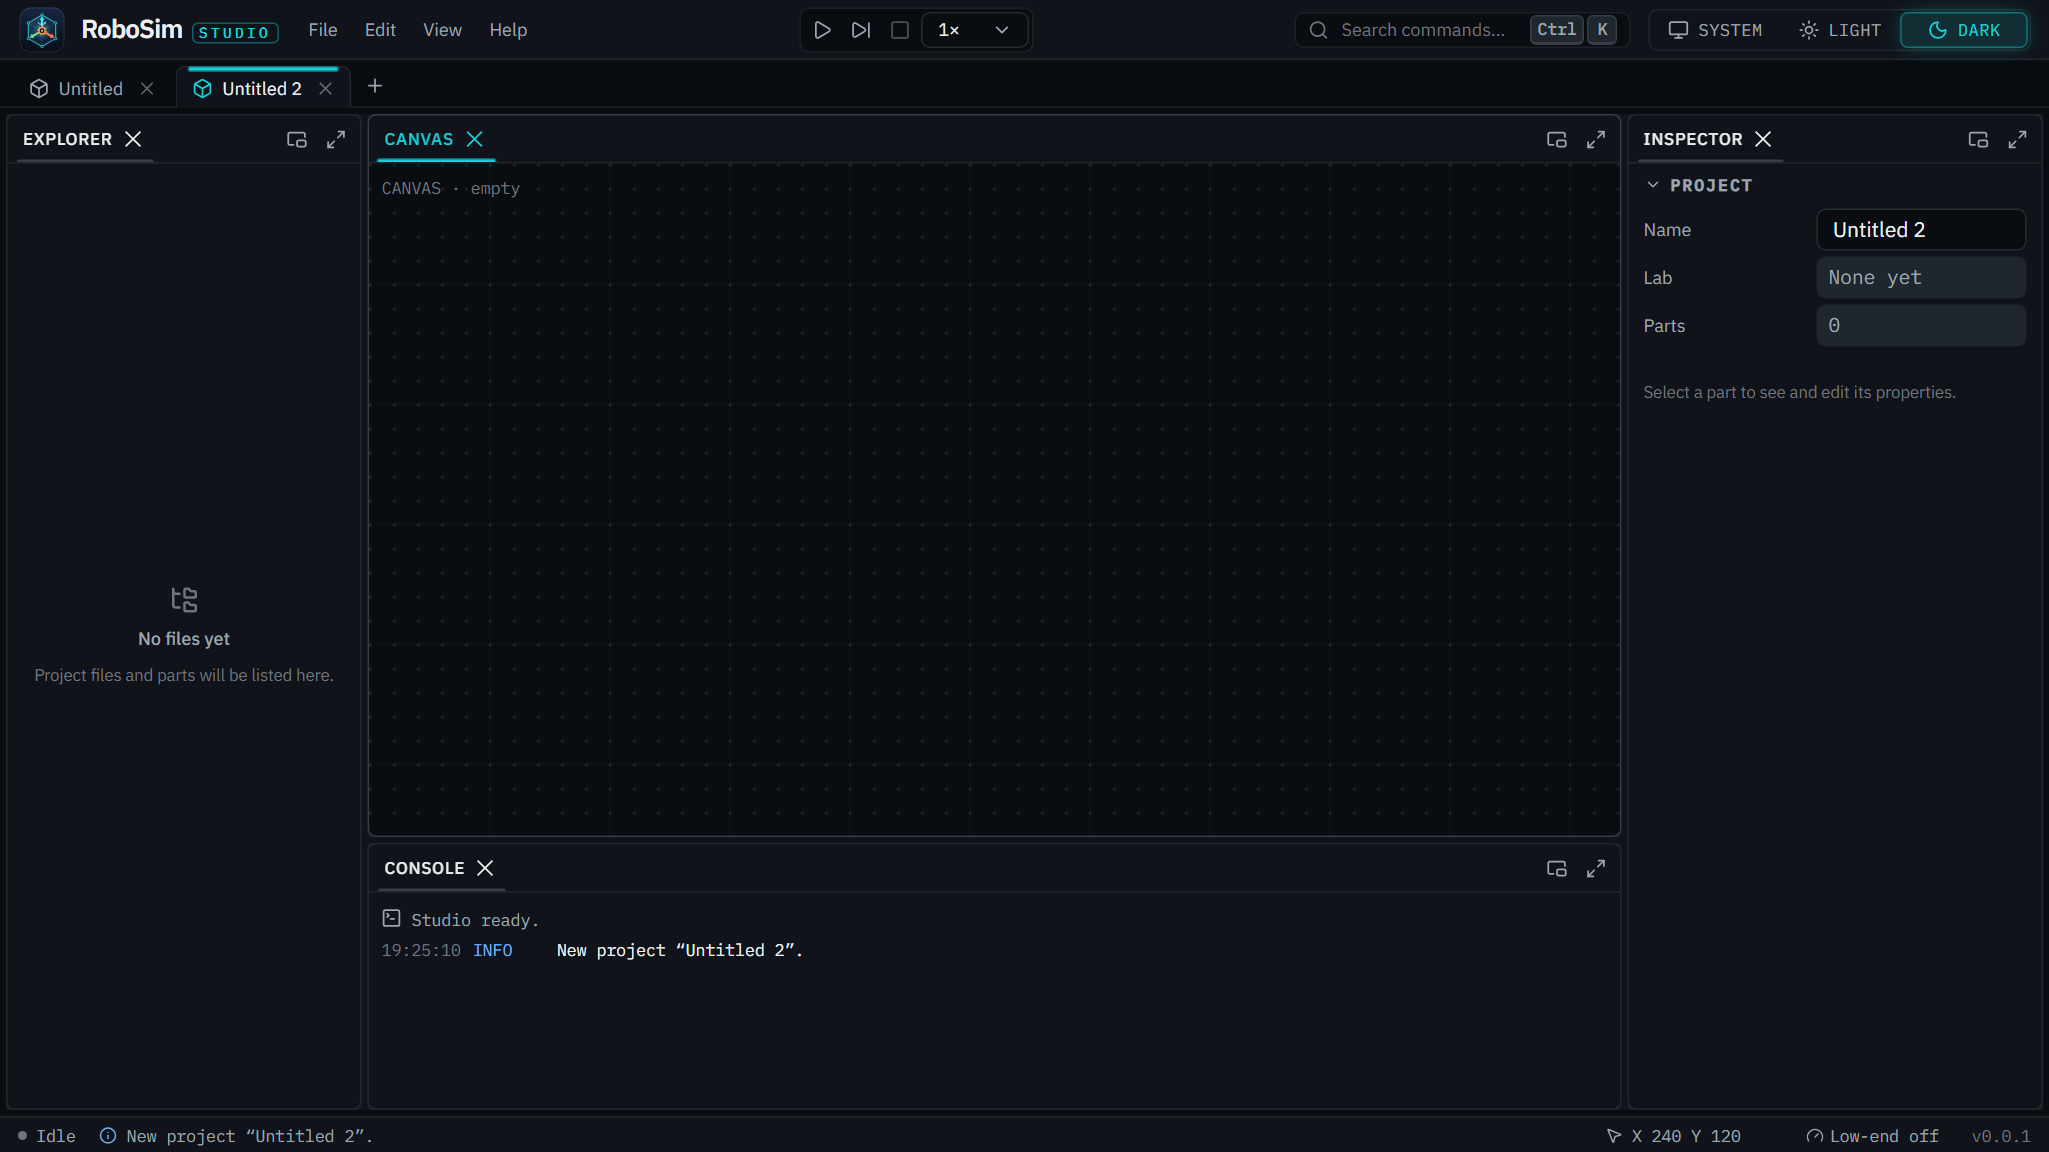 RoboSim STUDIO File Edit View Help 1× Search commands... Ctrl K SYSTEM LIGHT DARK
Untitled Untitled 2
EXPLORER
No files yet
Project files and parts will be listed here.
CANVAS
CANVAS · empty
CONSOLE
Studio ready.
19:25:10 INFO New project “Untitled 2”.
INSPECTOR
PROJECT
Name Untitled 2
Lab None yet
Parts 0
Select a part to see and edit its properties.
Idle New project “Untitled 2”. X 240 Y 120 Low-end off v0.0.1